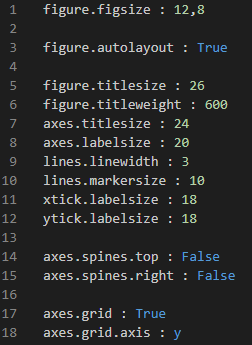 1 figure.figsize : 12,8
2
3 figure.autolayout : True
4
5 figure.titlesize : 26
6 figure.titleweight : 600
7 axes.titlesize : 24
8 axes.labelsize : 20
9 lines.linewidth : 3
10 lines.markersize : 10
11 xtick.labelsize : 18
12 ytick.labelsize : 18
13
14 axes.spines.top : False
15 axes.spines.right : False
16
17 axes.grid : True
18 axes.grid.axis : y